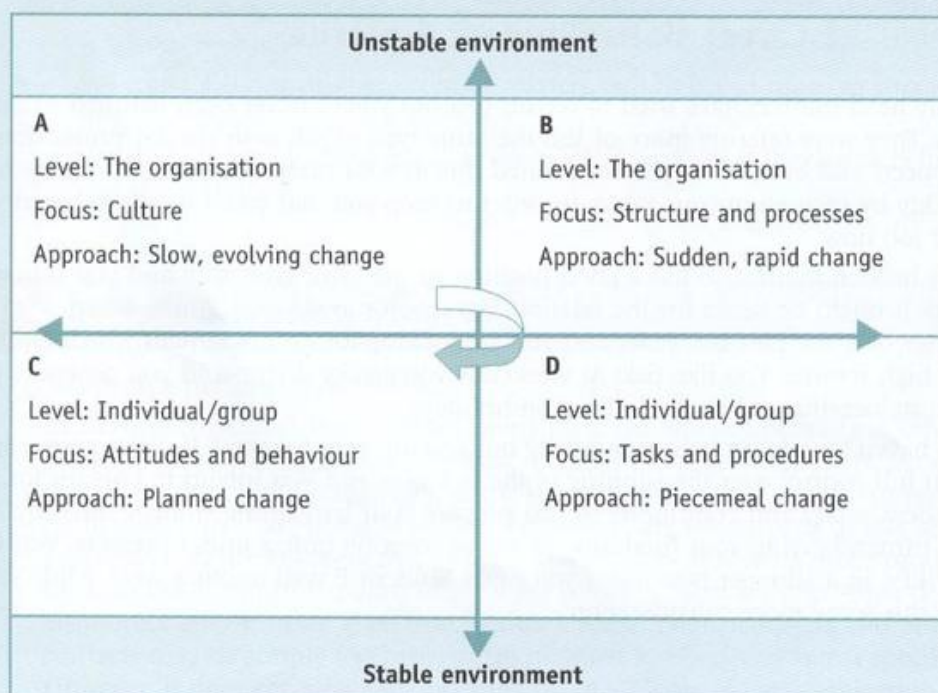 Unstable environment
A
Level: The organisation
Focus: Culture
Approach: Slow, evolving change
B
Level: The organisation
Focus: Structure and processes
Approach: Sudden, rapid change
C
Level: Individual/group
Focus: Attitudes and behaviour
Approach: Planned change
D
Level: Individual/group
Focus: Tasks and procedures
Approach: Piecemeal change
Stable environment